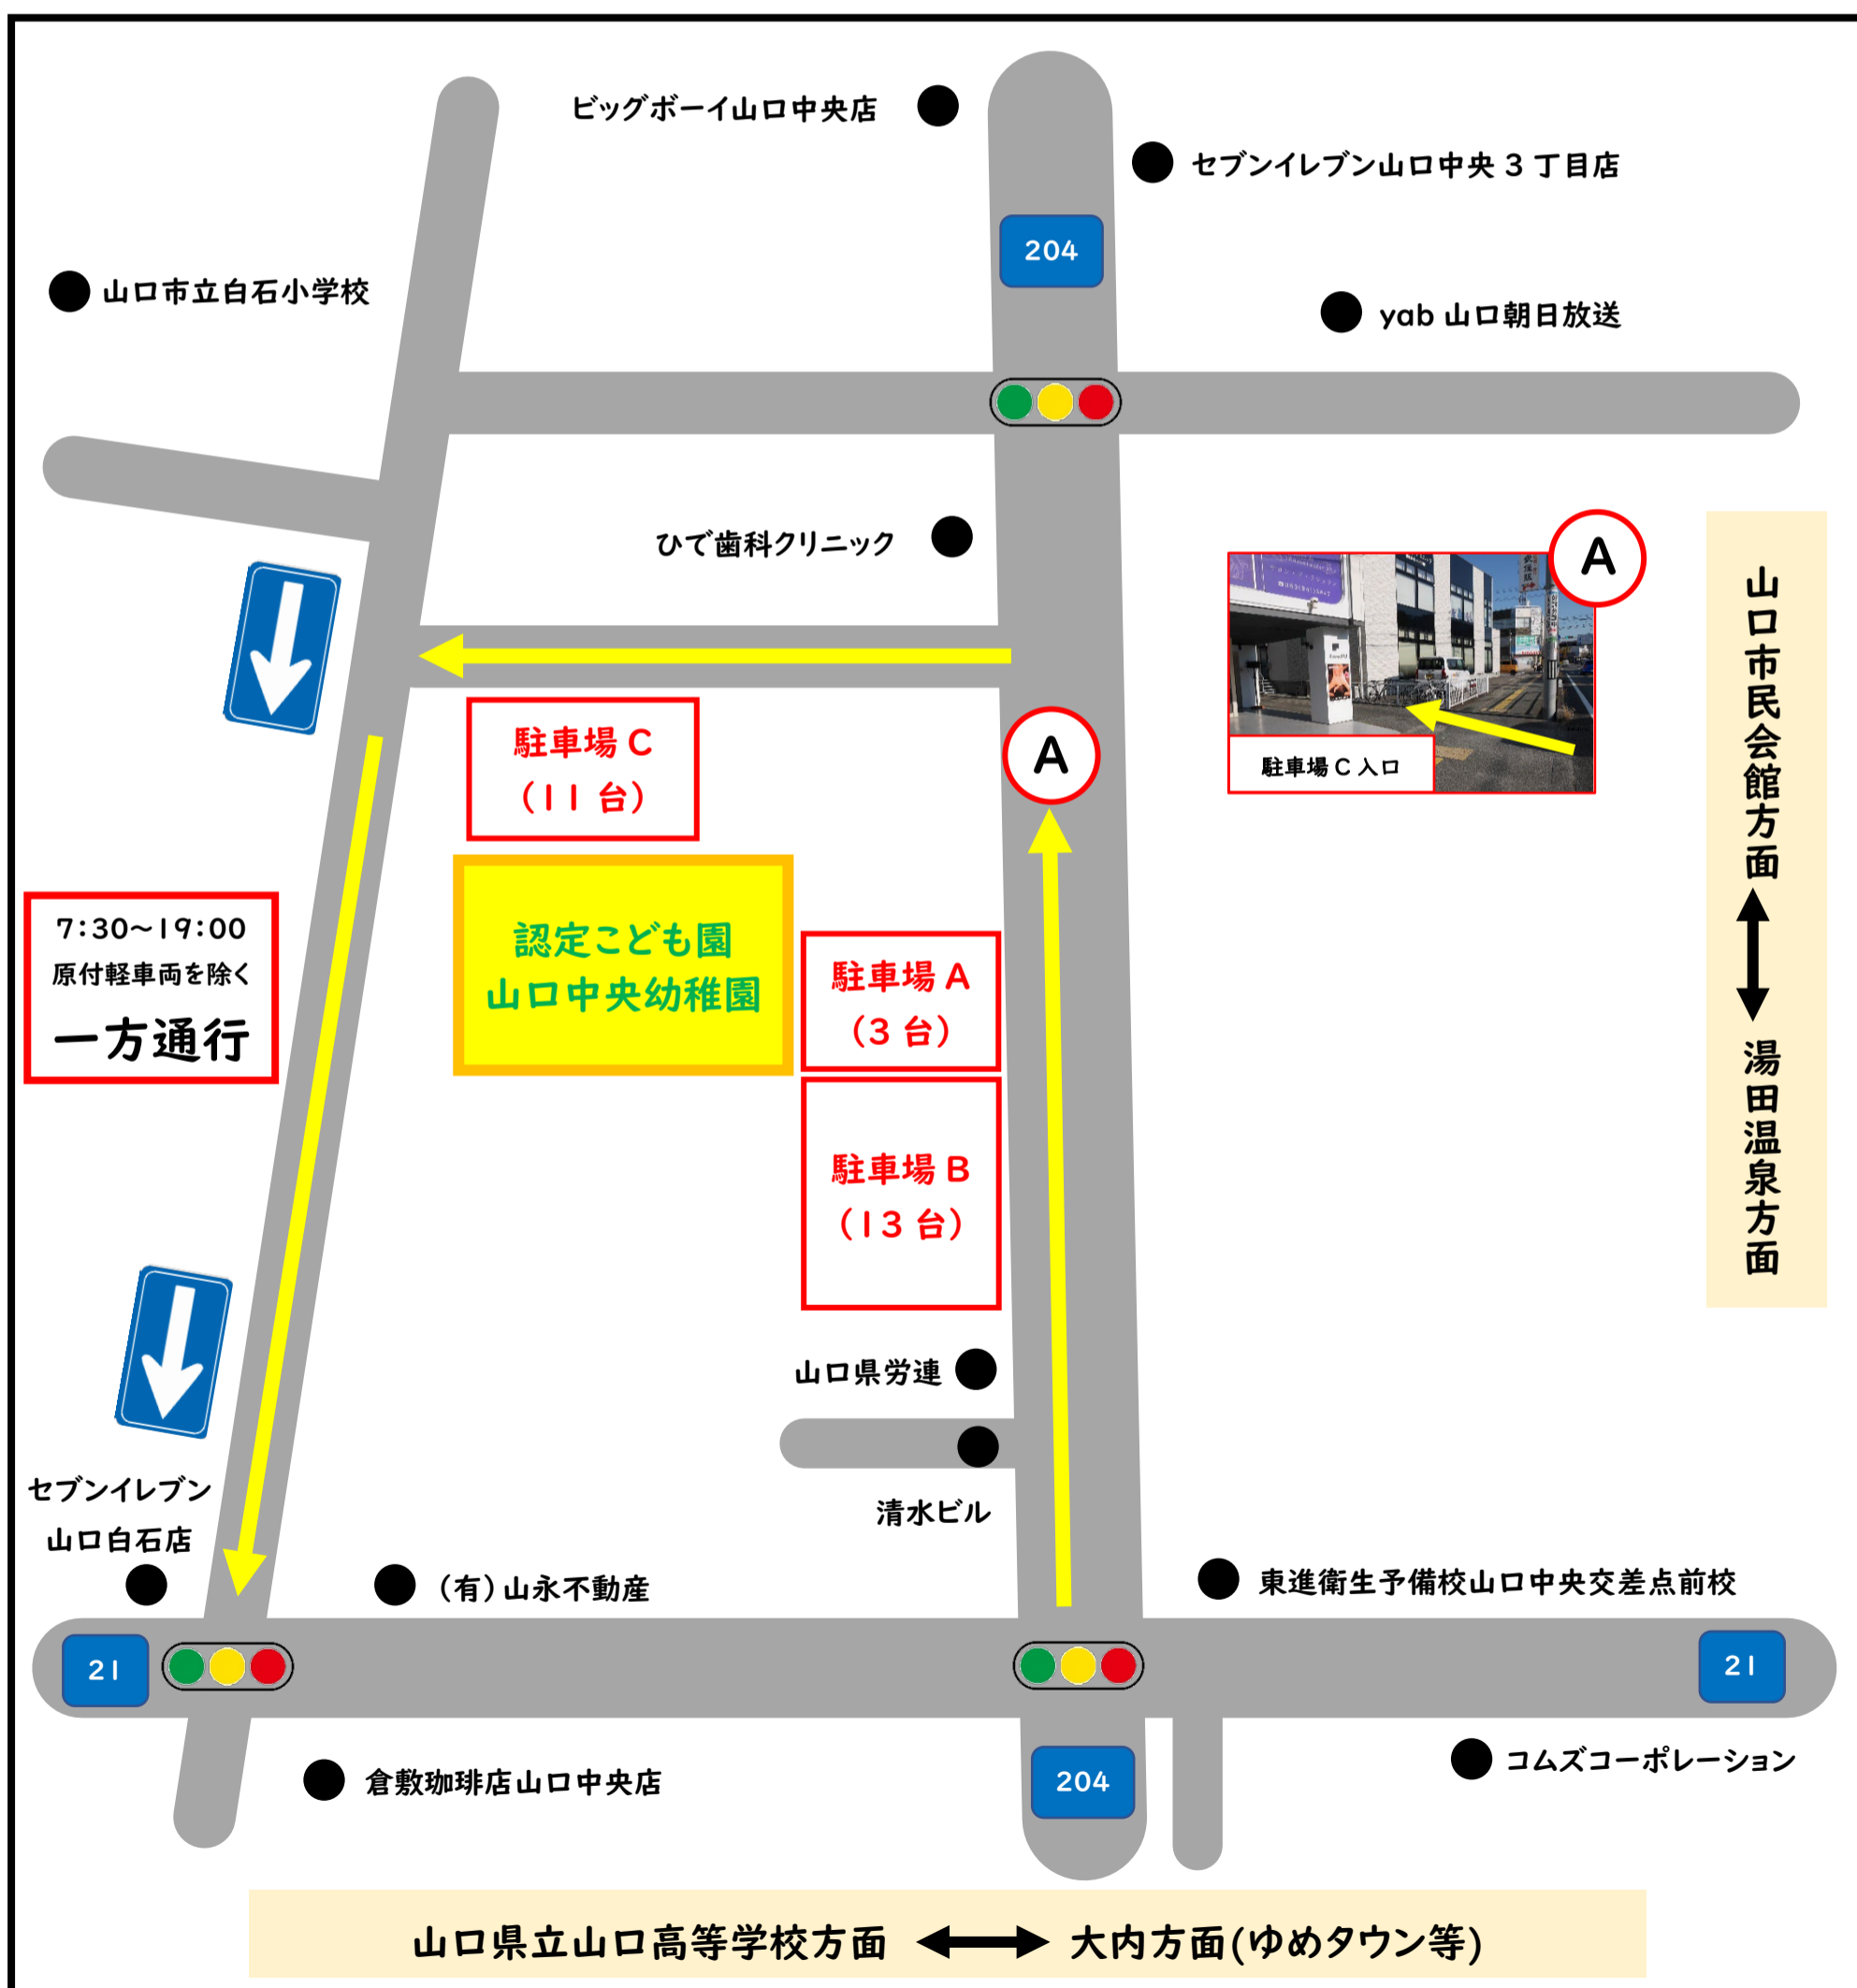 ビッグボーイ山口中央店
セブンイレブン山口中央3丁目店
204
山口市立白石小学校
yab山口朝日放送
ひで歯科クリニック
A
山口市民会館方面
湯田温泉方面
駐車場C入口
駐車場C
(11台)
A
7:30~19:00
原付軽車両を除く
一方通行
認定こども園
山口中央幼稚園
駐車場A
(3台)
駐車場B
(13台)
山口県労連
清水ビル
セブンイレブン
山口白石店
(有)山永不動産
東進衛生予備校山口中央交差点前校
21
21
倉敷珈琲店山口中央店
204
コムズコーポレーション
山口県立山口高等学校方面
大内方面(ゆめタウン等)